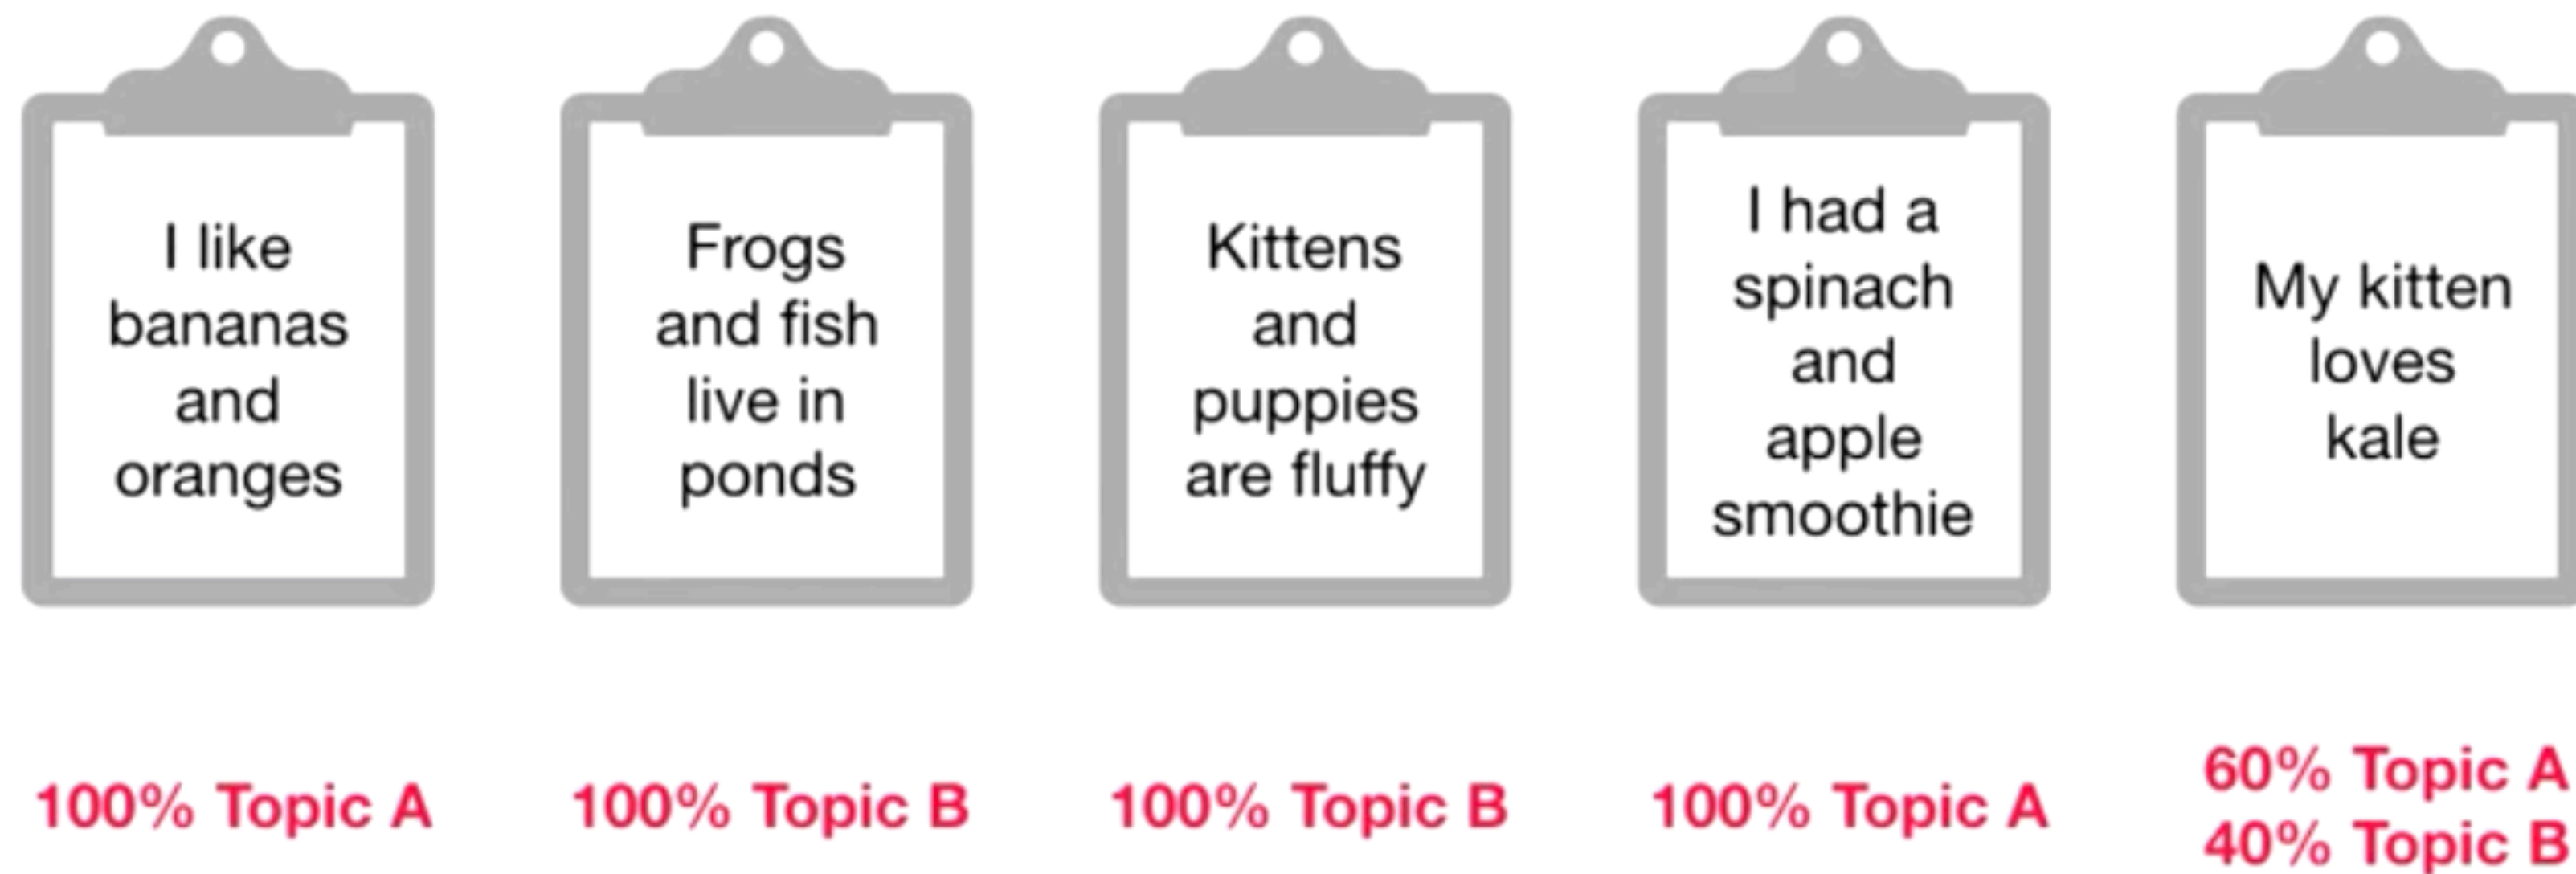 I like
bananas
and
oranges
Frogs
and fish
live in
ponds
Kittens
and
puppies
are fluffy
I had a
spinach
and
apple
smoothie
My kitten
loves
kale
100% Topic A
100% Topic B
100% Topic B
100% Topic A
60% Topic A
40% Topic B